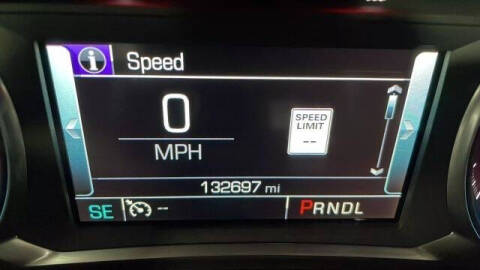 i Speed
0
MPH
SPEED
LIMIT
--
132697 mi
SE -- PRNDL